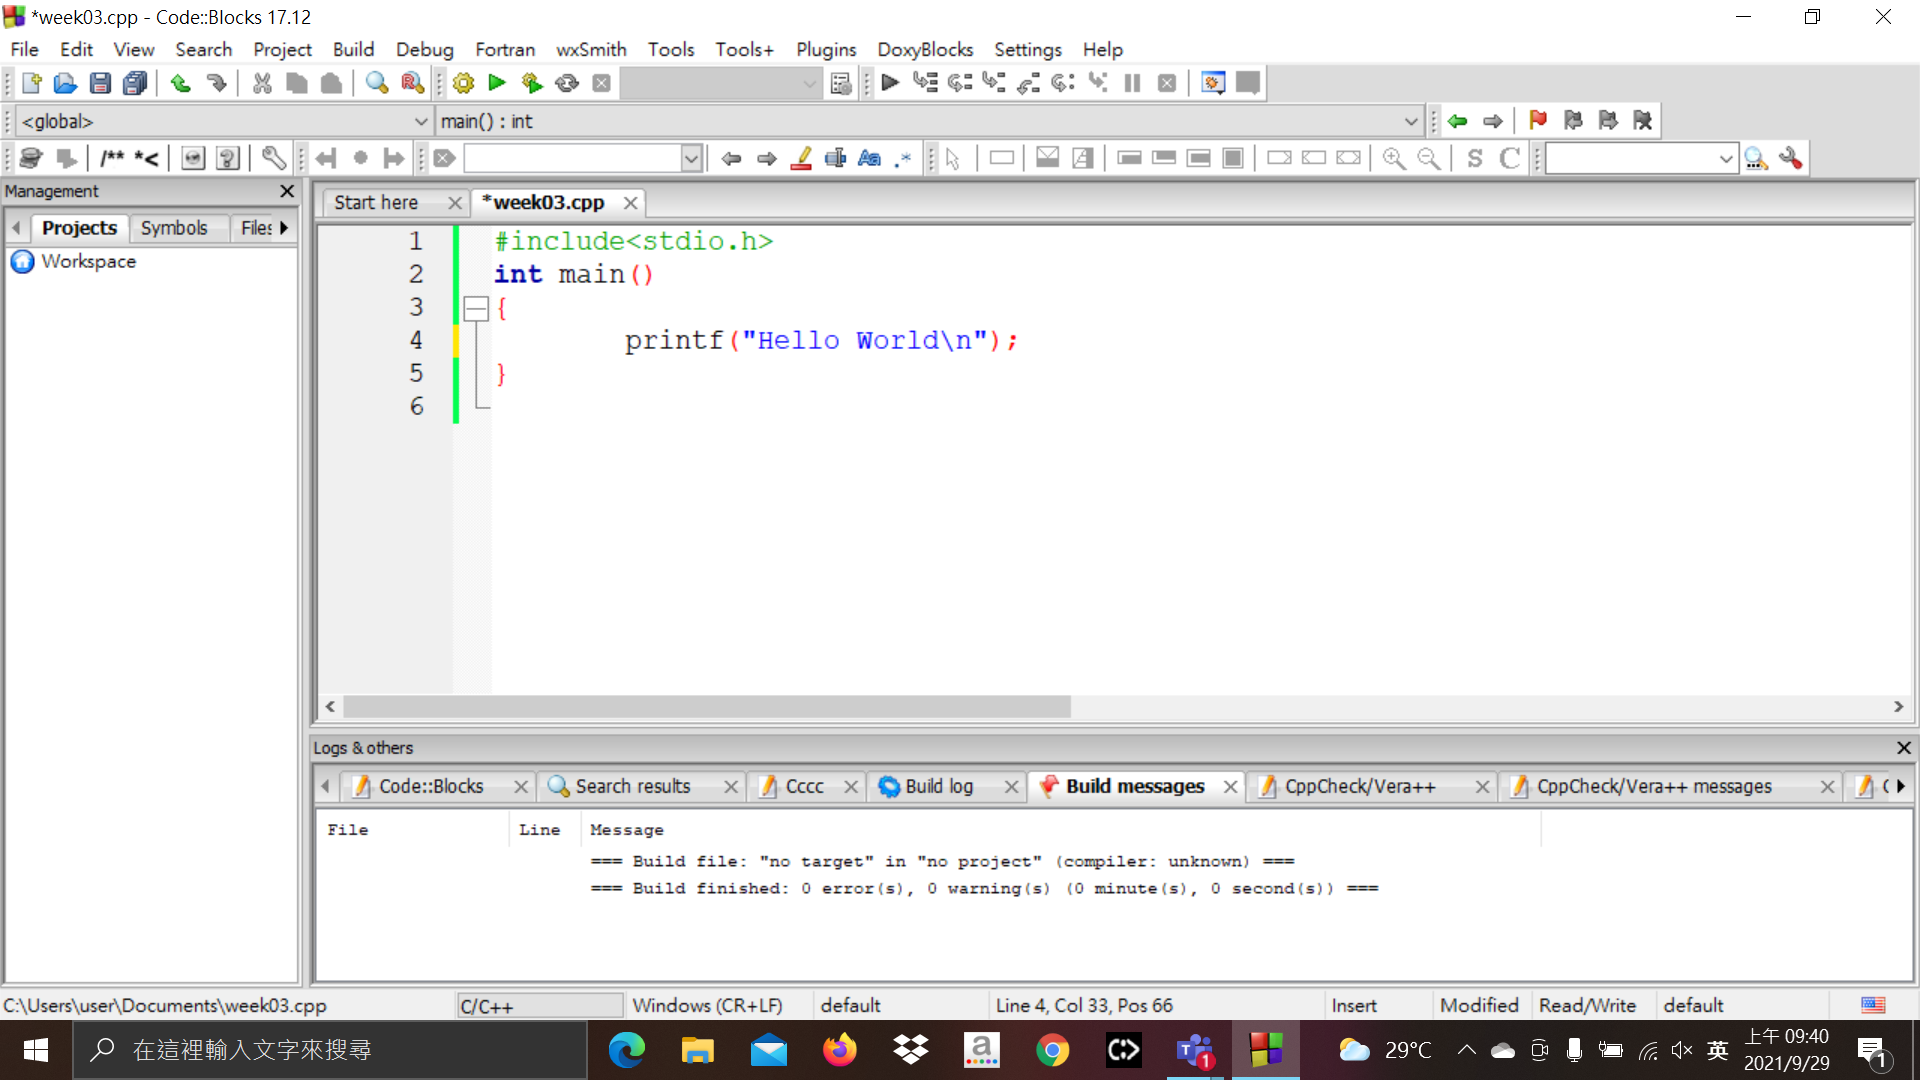 *week03.cpp - Code::Blocks 17.12
File Edit View Search Project Build Debug Fortran wxSmith Tools Tools+ Plugins DoxyBlocks Settings Help
<global> main() : int
/** *<
Management
Projects Symbols Files
Workspace
Start here *week03.cpp
1 #include<stdio.h>
2 int main()
3 {
4 printf("Hello World\n");
5 }
6
Logs & others
Code::Blocks Search results Cccc Build log Build messages CppCheck/Vera++ CppCheck/Vera++ messages
File Line Message
=== Build file: "no target" in "no project" (compiler: unknown) ===
=== Build finished: 0 error(s), 0 warning(s) (0 minute(s), 0 second(s)) ===
C:\Users\user\Documents\week03.cpp C/C++ Windows (CR+LF) default Line 4, Col 33, Pos 66 Insert Modified Read/Write default
在這裡輸入文字來搜尋 29°C 英 上午 09:40
2021/9/29